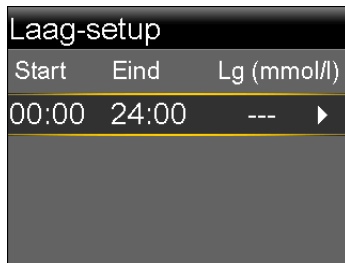 Laag-setup
Start Eind Lg (mmol/l)
00:00 24:00 ---